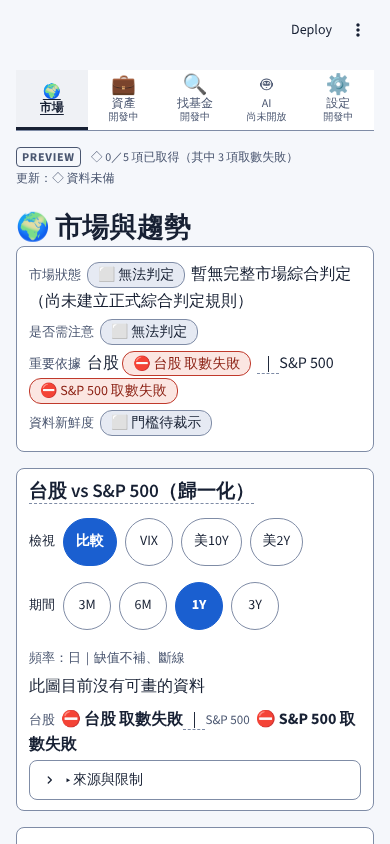 Deploy
市場
資產
開發中
找基金
開發中
AI
尚未開放
設定
開發中
PREVIEW ◇ 0／5 項已取得（其中 3 項取數失敗）
更新：◇ 資料未備
市場與趨勢
市場狀態 無法判定 暫無完整市場綜合判定
（尚未建立正式綜合判定規則）
是否需注意 無法判定
重要依據 台股 台股 取數失敗 ｜S&P 500
S&P 500 取數失敗
資料新鮮度 門檻待裁示
台股 vs S&P 500（歸一化）
檢視 比較 VIX 美10Y 美2Y
期間 3M 6M 1Y 3Y
頻率：日｜缺值不補、斷線
此圖目前沒有可畫的資料
台股 台股 取數失敗 ｜S&P 500 S&P 500 取
數失敗
▸ 來源與限制